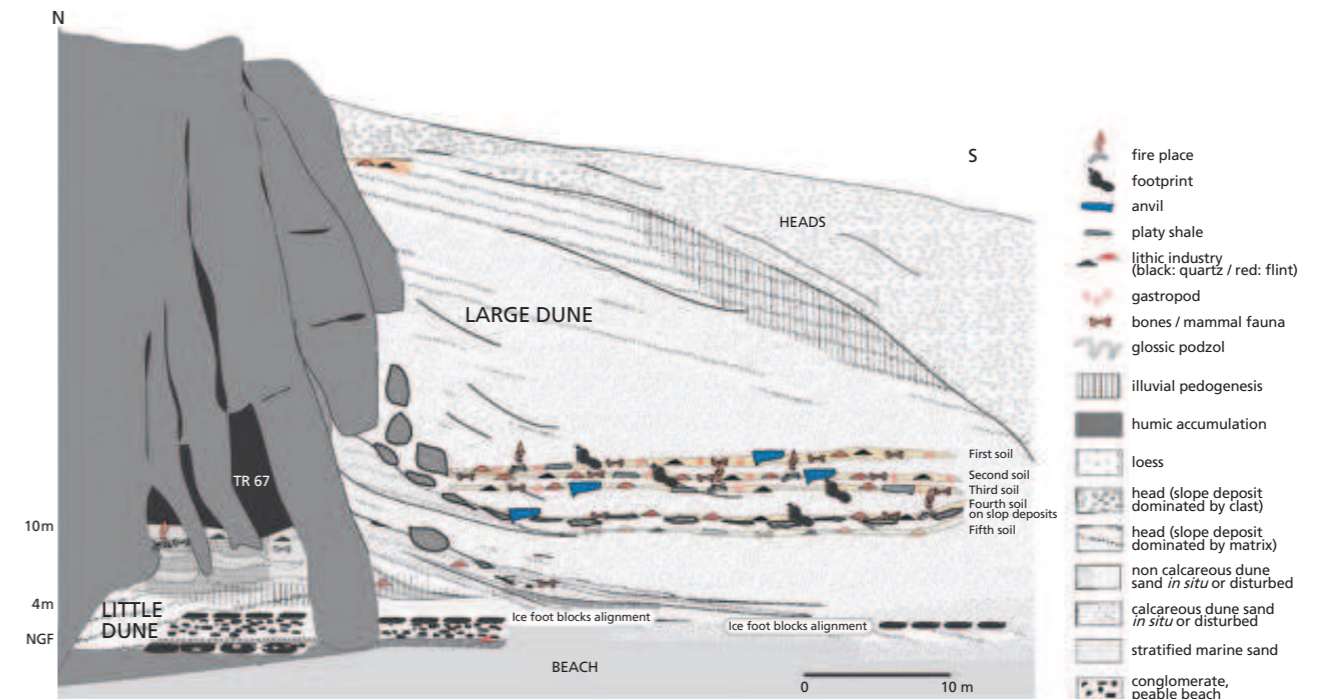 N
S
HEADS
LARGE DUNE
TR 67
10m
4m
NGF
LITTLE
DUNE
First soil
Second soil
Third soil
Fourth soil
on slop deposits
Fifth soil
Ice foot blocks alignment
Ice foot blocks alignment
BEACH
0
10 m
fire place
footprint
anvil
platy shale
lithic industry
(black: quartz / red: flint)
gastropod
bones / mammal fauna
glossic podzol
illuvial pedogenesis
humic accumulation
loess
head (slope deposit
dominated by clast)
head (slope deposit
dominated by matrix)
non calcareous dune
sand in situ or disturbed
calcareous dune sand
in situ or disturbed
stratified marine sand
conglomerate,
peable beach